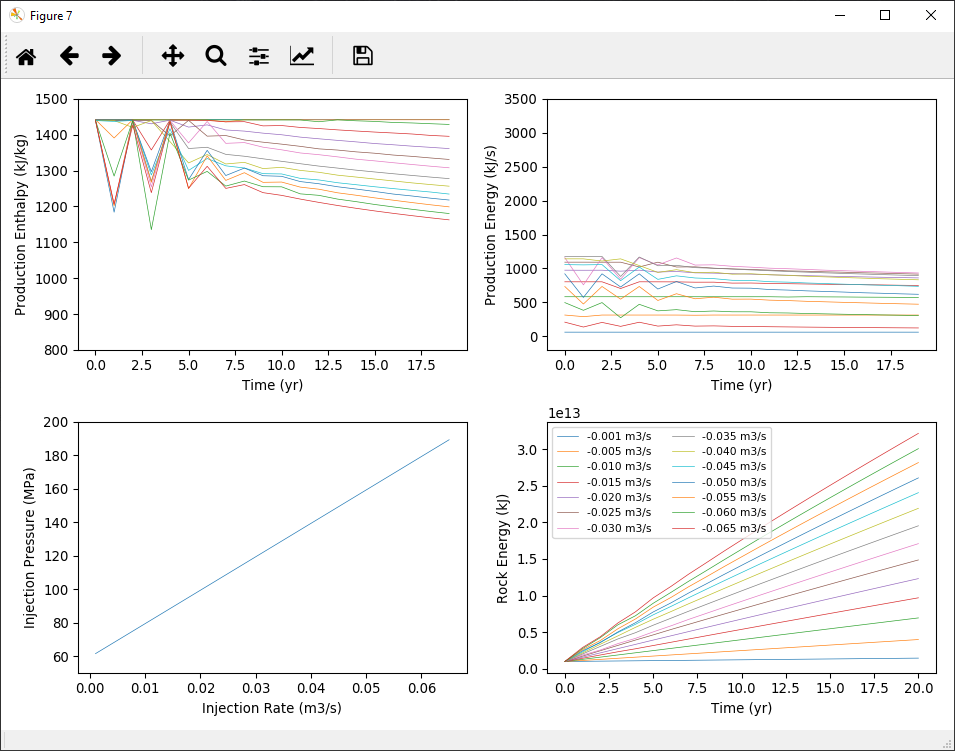 Figure 7
1500
1400
1300
1200
1100
1000
900
800
Production Enthalpy (kJ/kg)
0.0 2.5 5.0 7.5 10.0 12.5 15.0 17.5
Time (yr)
3500
3000
2500
2000
1500
1000
500
0
Production Energy (kJ/s)
0.0 2.5 5.0 7.5 10.0 12.5 15.0 17.5
Time (yr)
200
180
160
140
120
100
80
60
Injection Pressure (MPa)
0.00 0.01 0.02 0.03 0.04 0.05 0.06
Injection Rate (m3/s)
1e13
3.0
2.5
2.0
1.5
1.0
0.5
0.0
Rock Energy (kJ)
-0.001 m3/s
-0.005 m3/s
-0.010 m3/s
-0.015 m3/s
-0.020 m3/s
-0.025 m3/s
-0.030 m3/s
-0.035 m3/s
-0.040 m3/s
-0.045 m3/s
-0.050 m3/s
-0.055 m3/s
-0.060 m3/s
-0.065 m3/s
0.0 2.5 5.0 7.5 10.0 12.5 15.0 17.5 20.0
Time (yr)